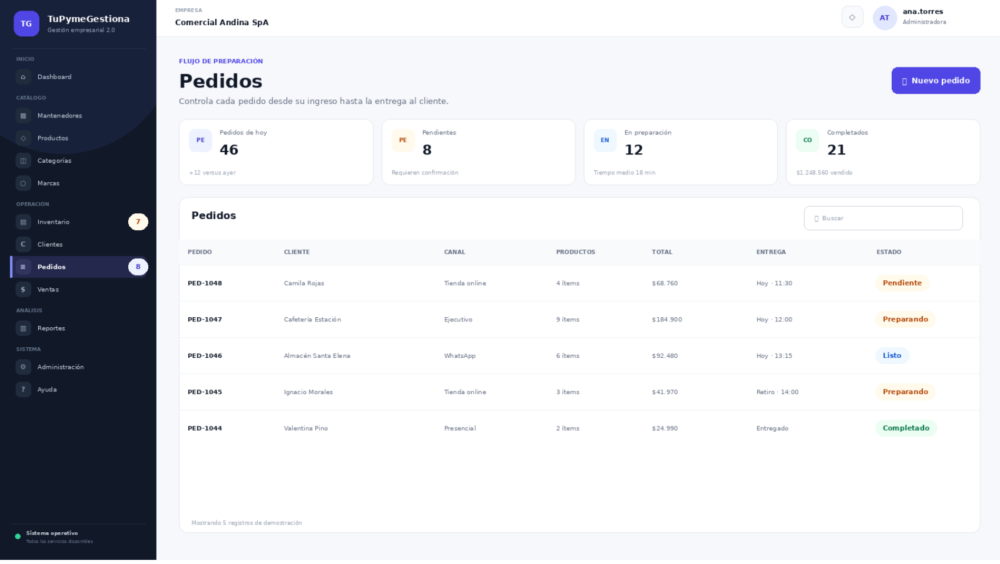 TG
TuPymeGestiona
Gestión empresarial 2.0
INICIO
Dashboard
CATÁLOGO
Mantenedores
Productos
Categorías
Marcas
OPERACIÓN
Inventario 7
C Clientes
Pedidos 8
$ Ventas
ANÁLISIS
Reportes
SISTEMA
Administración
? Ayuda
Sistema operativo
Todos los servicios disponibles
EMPRESA
Comercial Andina SpA
AT
ana.torres
Administradora
FLUJO DE PREPARACIÓN
Pedidos
Controla cada pedido desde su ingreso hasta la entrega al cliente.
Nuevo pedido
PE
Pedidos de hoy
46
+12 versus ayer
PE
Pendientes
8
Requieren confirmación
EN
En preparación
12
Tiempo medio 18 min
CO
Completados
21
$1.248.560 vendido
Pedidos
Buscar
PEDIDO CLIENTE CANAL PRODUCTOS TOTAL ENTREGA ESTADO
PED-1048 Camila Rojas Tienda online 4 ítems $68.760 Hoy · 11:30 Pendiente
PED-1047 Cafetería Estación Ejecutivo 9 ítems $184.900 Hoy · 12:00 Preparando
PED-1046 Almacén Santa Elena WhatsApp 6 ítems $92.480 Hoy · 13:15 Listo
PED-1045 Ignacio Morales Tienda online 3 ítems $41.970 Retiro · 14:00 Preparando
PED-1044 Valentina Pino Presencial 2 ítems $24.990 Entregado Completado
Mostrando 5 registros de demostración